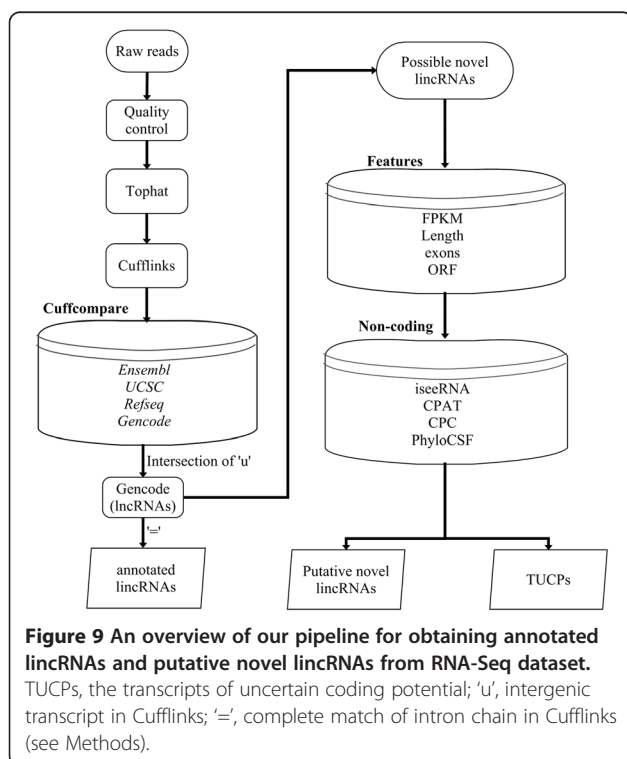 Raw reads
Quality
control
Tophat
Cufflinks
Cuffcompare
Ensembl
UCSC
Refseq
Gencode
Intersection of 'u'
Gencode
(lncRNAs)
'='
annotated
lincRNAs
Possible novel
lincRNAs
Features
FPKM
Length
exons
ORF
Non-coding
iseeRNA
CPAT
CPC
PhyloCSF
Putative novel
lincRNAs
TUCPs
Figure 9 An overview of our pipeline for obtaining annotated
lincRNAs and putative novel lincRNAs from RNA-Seq dataset.
TUCPs, the transcripts of uncertain coding potential; ‘u’, intergenic
transcript in Cufflinks; ‘=’, complete match of intron chain in Cufflinks
(see Methods).